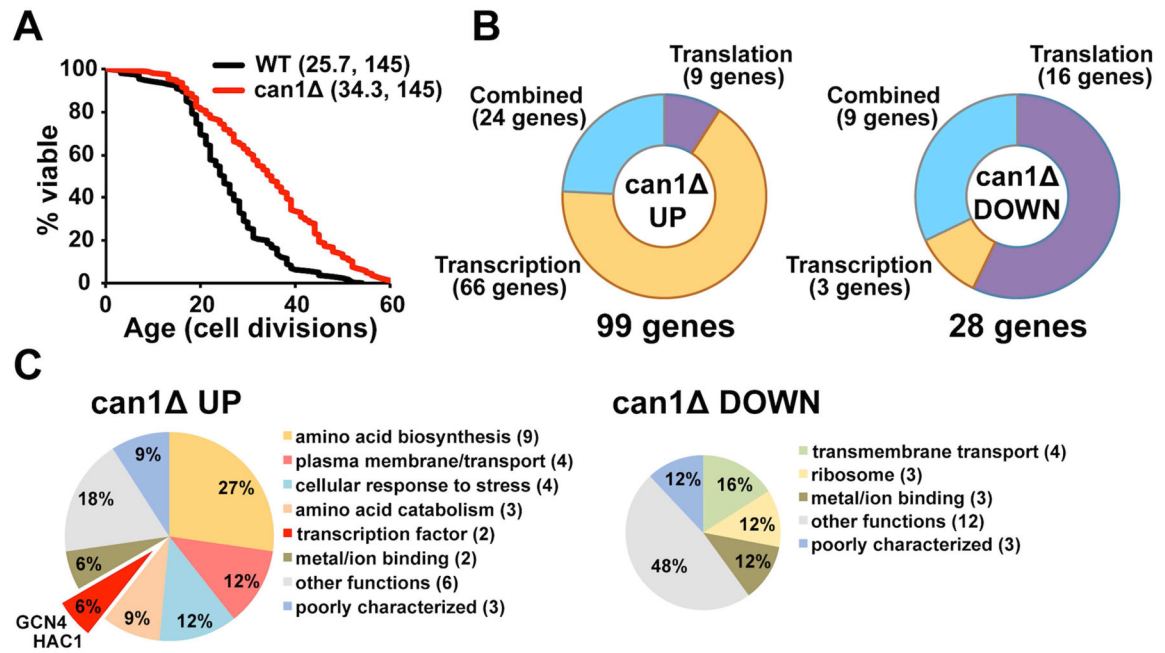 A
100
80
60
40
20
0
% viable
0
20
40
60
Age (cell divisions)
WT (25.7, 145)
can1Δ (34.3, 145)
B
Translation
(9 genes)
Combined
(24 genes)
can1Δ
UP
Transcription
(66 genes)
99 genes
Translation
(16 genes)
Combined
(9 genes)
can1Δ
DOWN
Transcription
(3 genes)
28 genes
C
can1Δ UP
9%
27%
18%
12%
6%
6%
9%
12%
GCN4
HAC1
amino acid biosynthesis (9)
plasma membrane/transport (4)
cellular response to stress (4)
amino acid catabolism (3)
transcription factor (2)
metal/ion binding (2)
other functions (6)
poorly characterized (3)
can1Δ DOWN
12%
16%
12%
48%
12%
transmembrane transport (4)
ribosome (3)
metal/ion binding (3)
other functions (12)
poorly characterized (3)